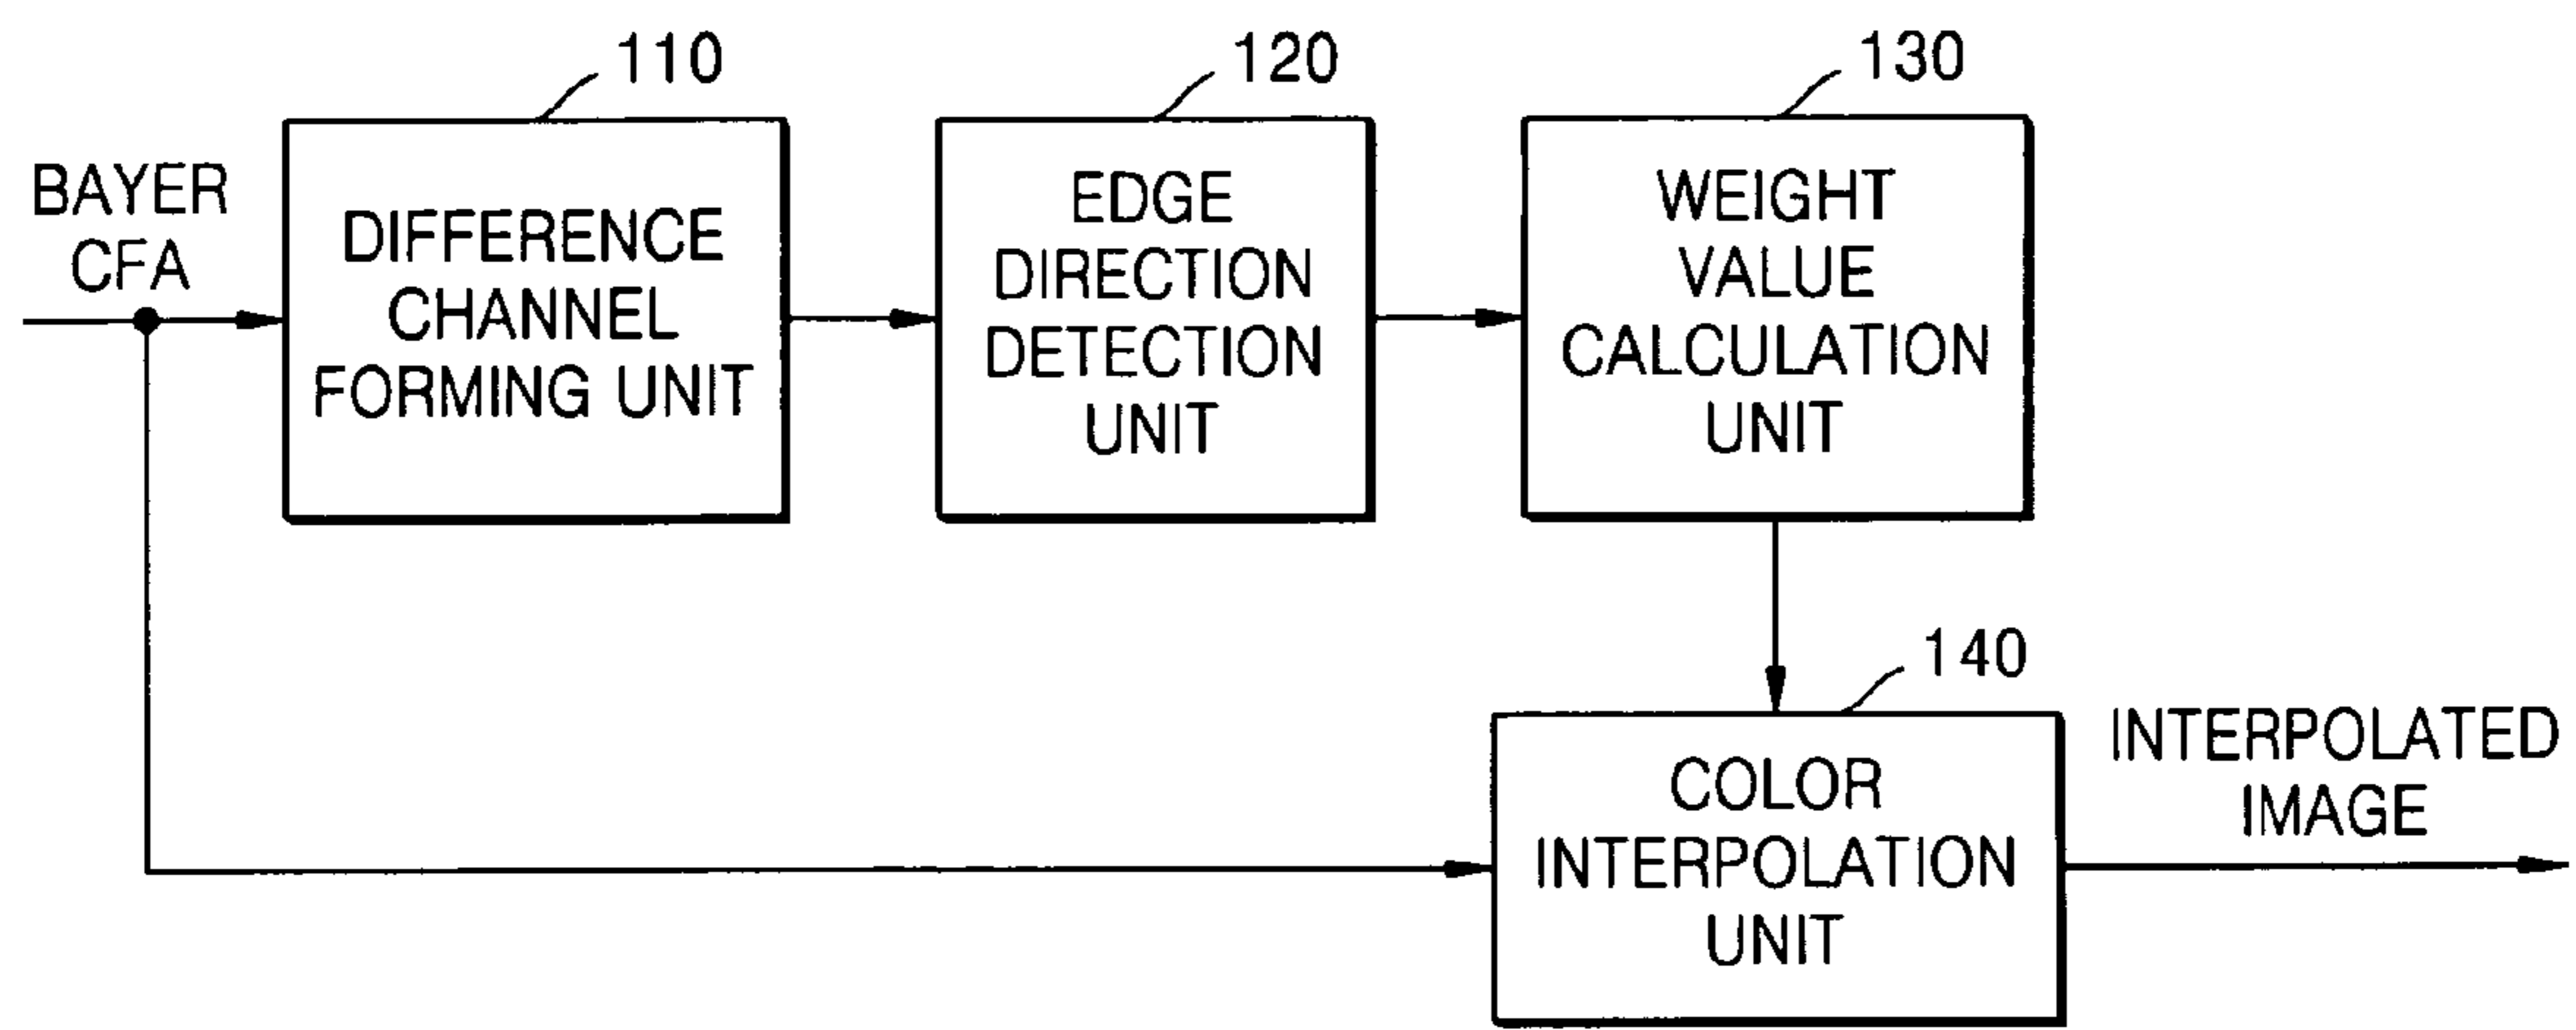 110
120
130
BAYER
CFA
DIFFERENCE
CHANNEL
FORMING UNIT
EDGE
DIRECTION
DETECTION
UNIT
WEIGHT
VALUE
CALCULATION
UNIT
140
COLOR
INTERPOLATION
UNIT
INTERPOLATED
IMAGE